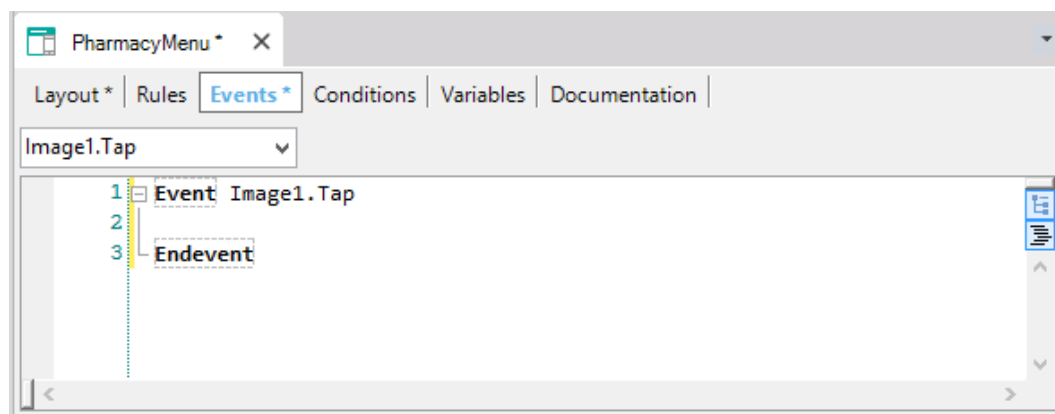 PharmacyMenu *
Layout * Rules Events * Conditions Variables Documentation
Image1.Tap
1 Event Image1.Tap
2
3 Endevent